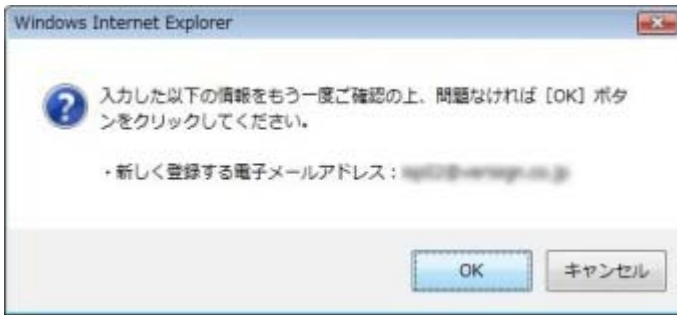 Windows Internet Explorer
入力した以下の情報をもう一度ご確認の上、問題なければ [OK] ボタ
ンをクリックしてください。
・新しく登録する電子メールアドレス：
OK
キャンセル